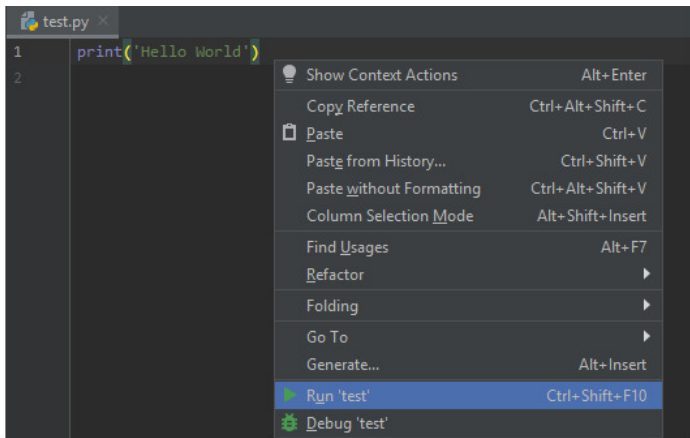 test.py
1 print('Hello World')
2
Show Context Actions Alt+Enter
Copy Reference Ctrl+Alt+Shift+C
Paste Ctrl+V
Paste from History... Ctrl+Shift+V
Paste without Formatting Ctrl+Alt+Shift+V
Column Selection Mode Alt+Shift+Insert
Find Usages Alt+F7
Refactor
Folding
Go To
Generate... Alt+Insert
Run 'test' Ctrl+Shift+F10
Debug 'test'